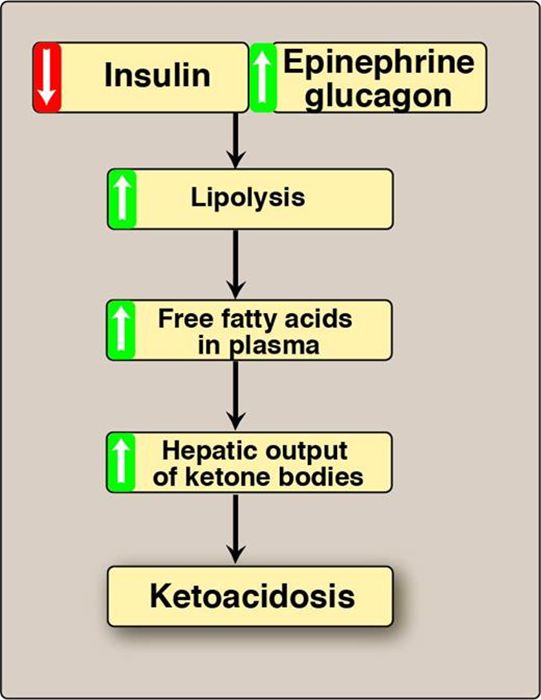 Insulin
Epinephrine
glucagon
Lipolysis
Free fatty acids
in plasma
Hepatic output
of ketone bodies
Ketoacidosis